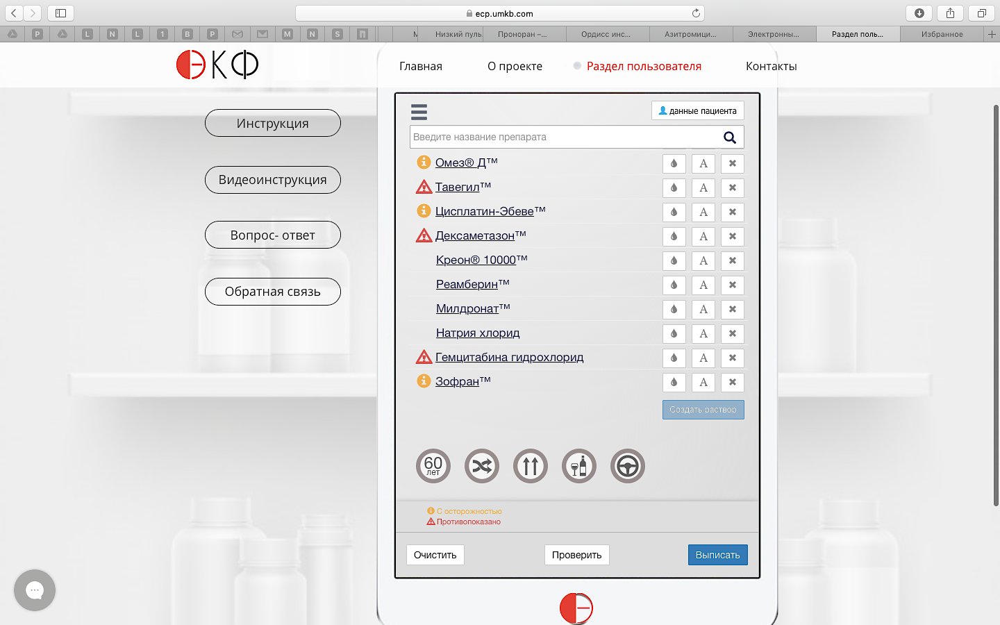 ecp.umkb.com
P L N L 1 B P M N S
Низкий пуль
Проноран –...
Ордисс инс...
Азитромици...
Электронны...
Раздел поль...
Избранное
ЭКФ
Главная
О проекте
Раздел пользователя
Контакты
Инструкция
Видеоинструкция
Вопрос- ответ
Обратная связь
данные пациента
Введите название препарата
Омез® Д™ A
Тавегил™ A
Цисплатин-Эбеве™ A
Дексаметазон™ A
Креон® 10000™ A
Реамберин™ A
Милдронат™ A
Натрия хлорид A
Гемцитабина гидрохлорид A
Зофран™ A
Создать раствор
60
лет
С осторожностью
Противопоказано
Очистить
Проверить
Выписать